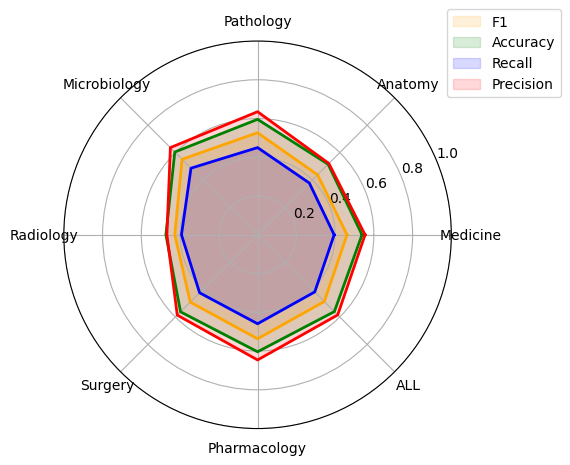 F1
Accuracy
Recall
Precision
Pathology
Microbiology
Anatomy
1.0
0.8
0.6
0.4
0.2
Radiology
Medicine
Surgery
ALL
Pharmacology